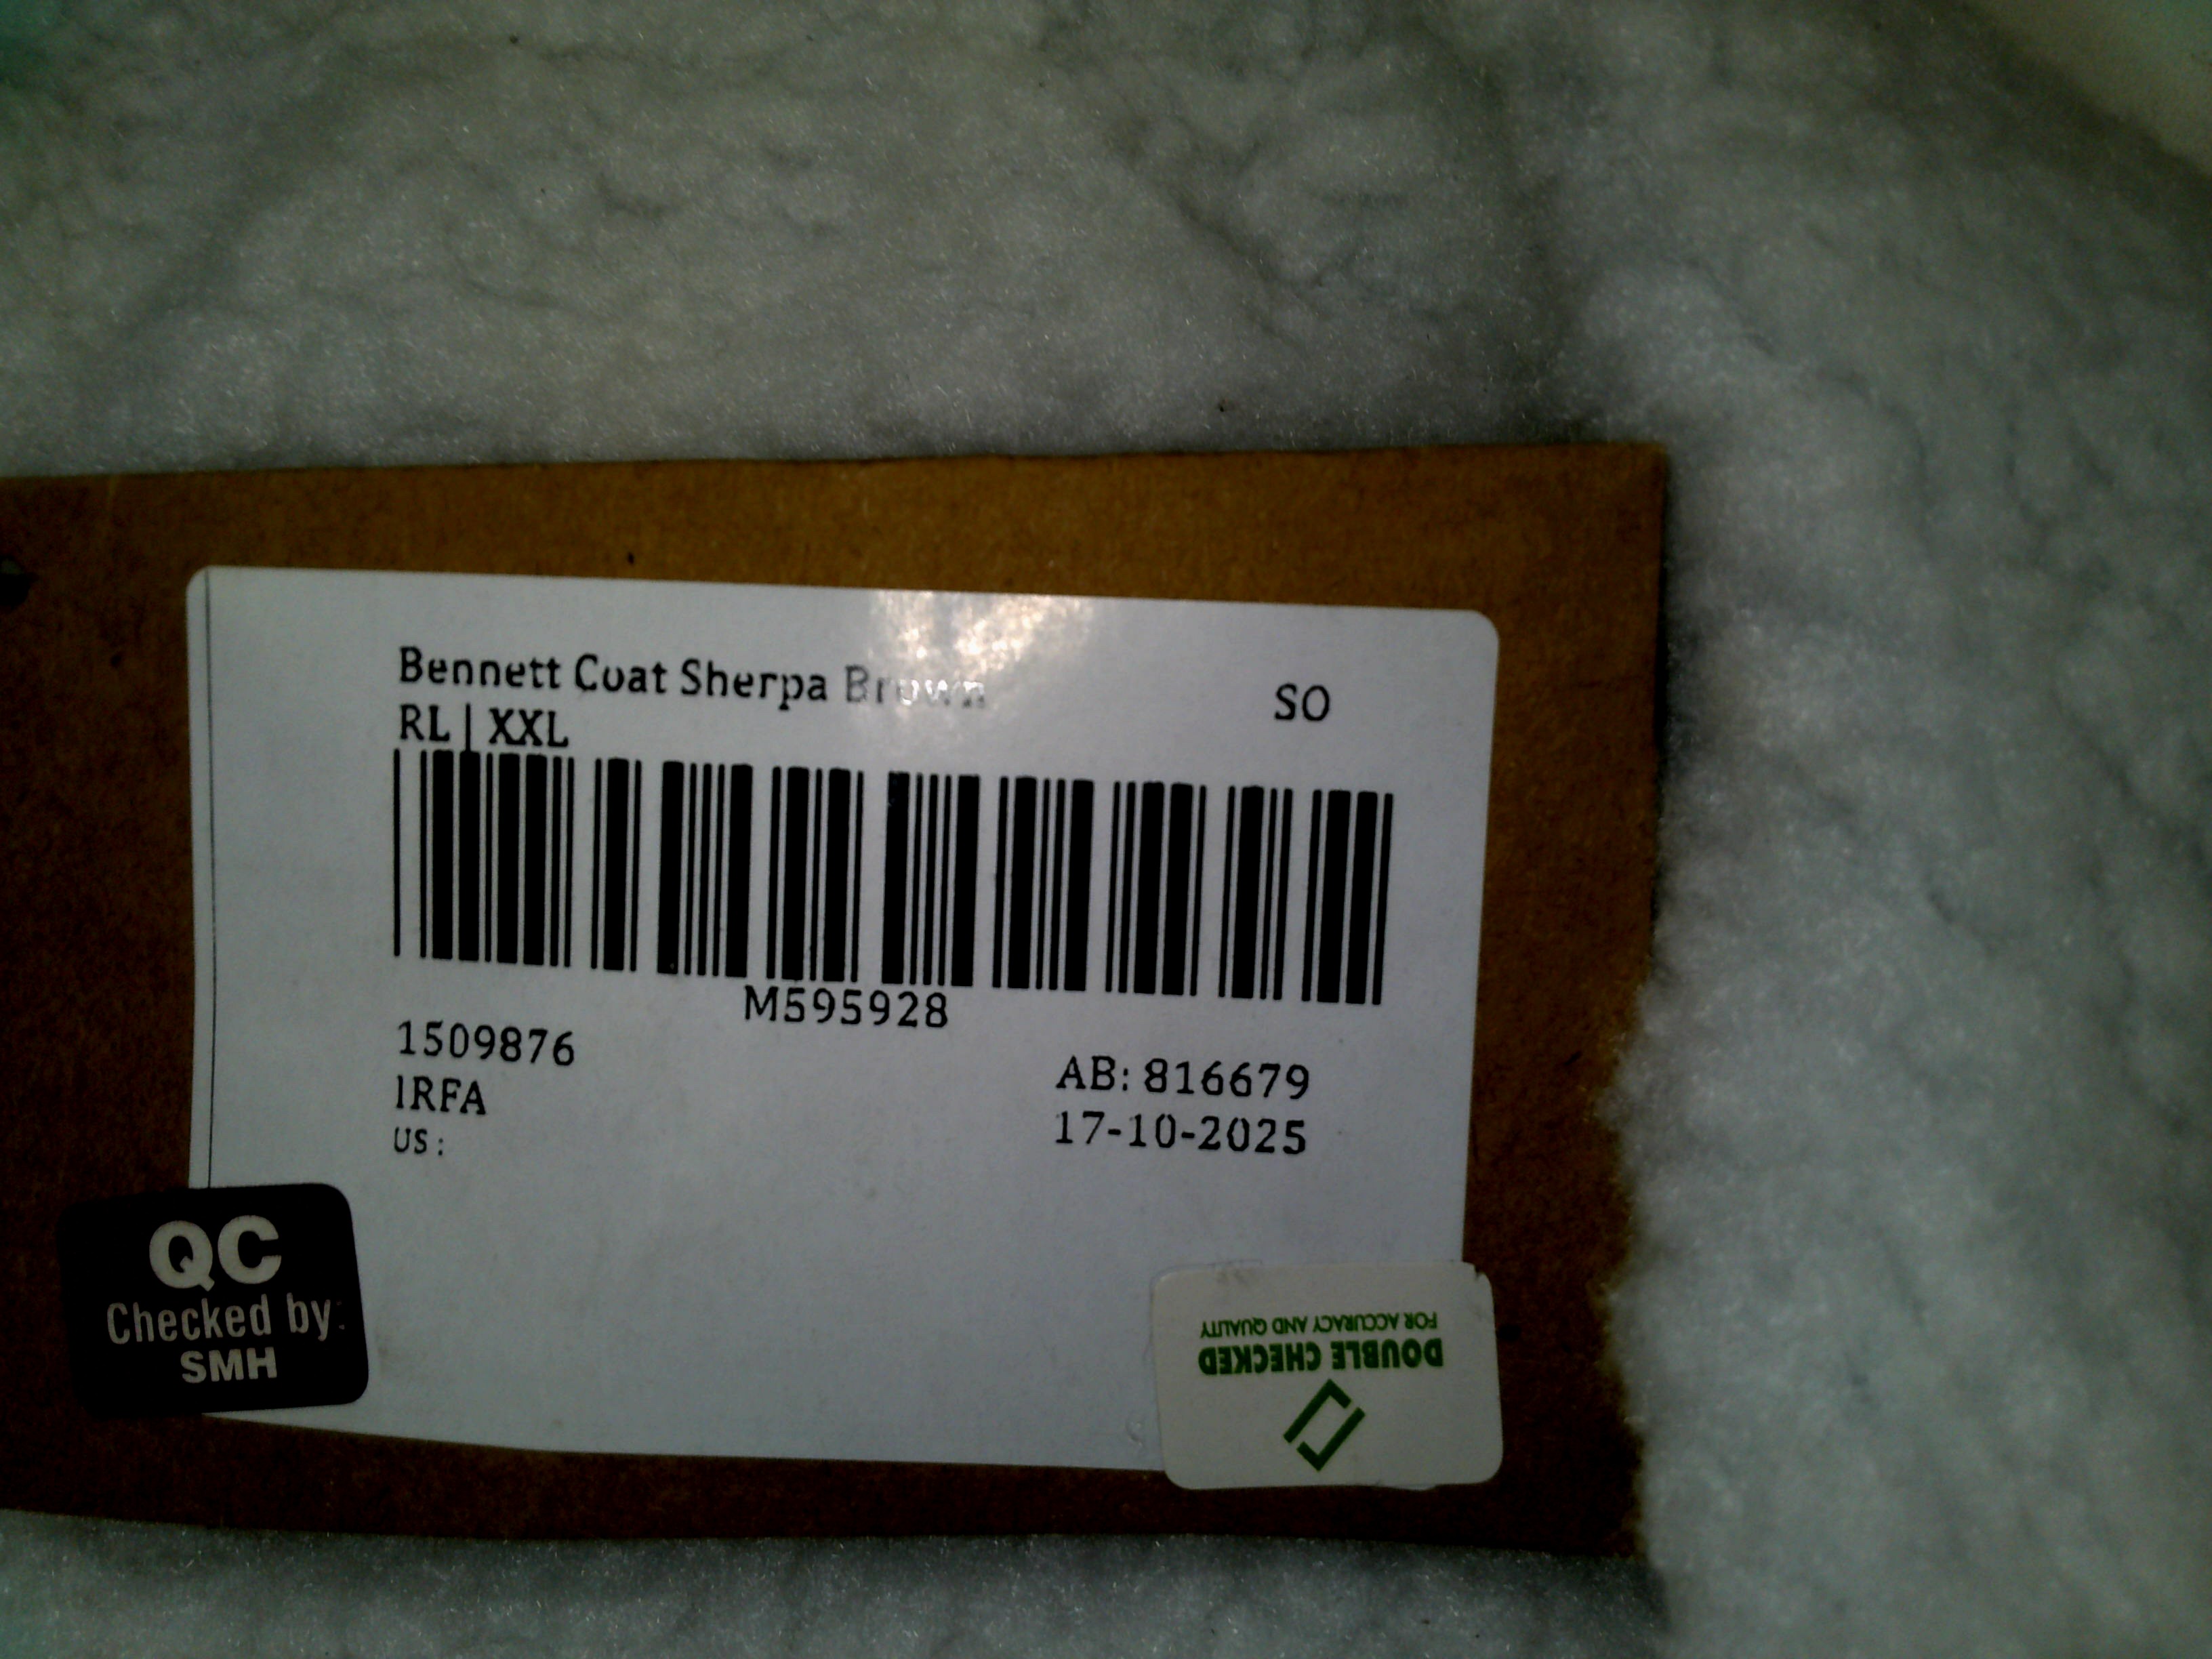 Bennett Coat Sherpa Brown
SO
RL | XXL
M595928
1509876
AB: 816679
IRFA
17-10-2025
US :
QC
Checked by:
SMH
DOUBLE CHECKED
FOR ACCURACY AND QUALITY